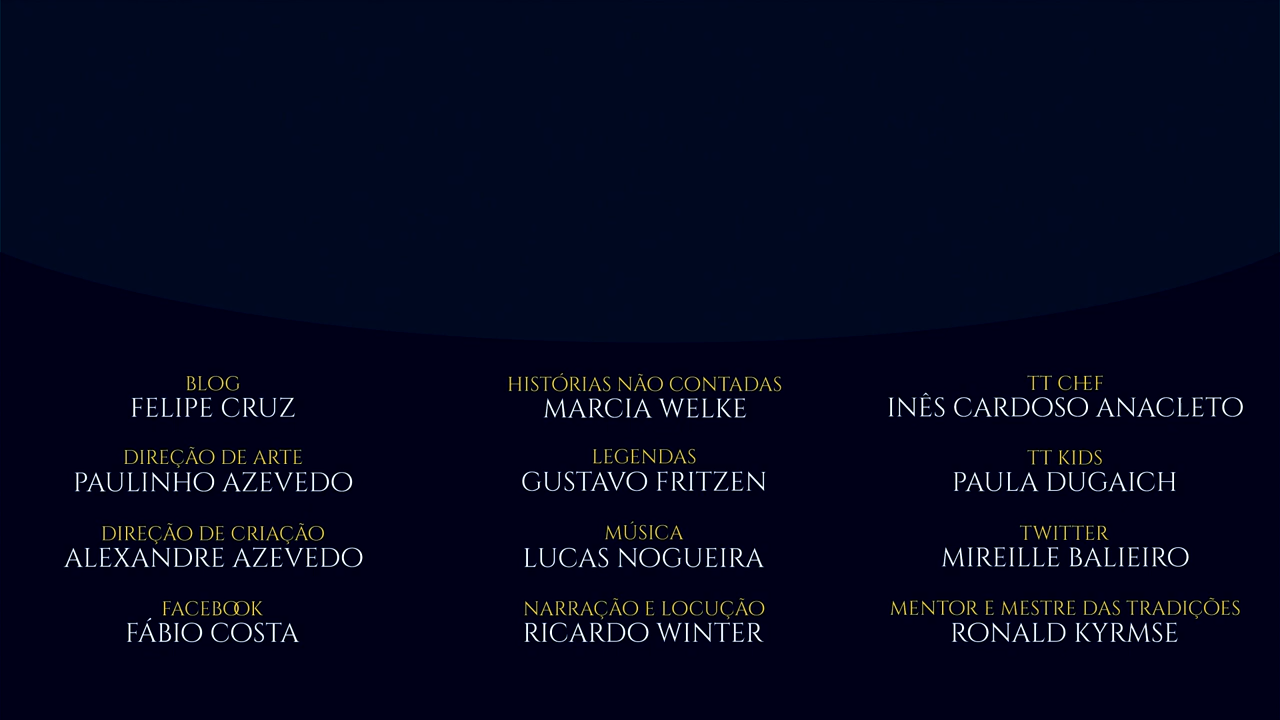 BLOG
FELIPE CRUZ
DIREÇÃO DE ARTE
PAULINHO AZEVEDO
DIREÇÃO DE CRIAÇÃO
ALEXANDRE AZEVEDO
FACEBOOK
FÁBIO COSTA
HISTÓRIAS NÃO CONTADAS
MARCIA WELKE
LEGENDAS
GUSTAVO FRITZEN
MÚSICA
LUCAS NOGUEIRA
NARRAÇÃO E LOCUÇÃO
RICARDO WINTER
TT CHEF
INÊS CARDOSO ANACLETO
TT KIDS
PAULA DUGAICH
TWITTER
MIREILLE BALIEIRO
MENTOR E MESTRE DAS TRADIÇÕES
RONALD KYRMSE